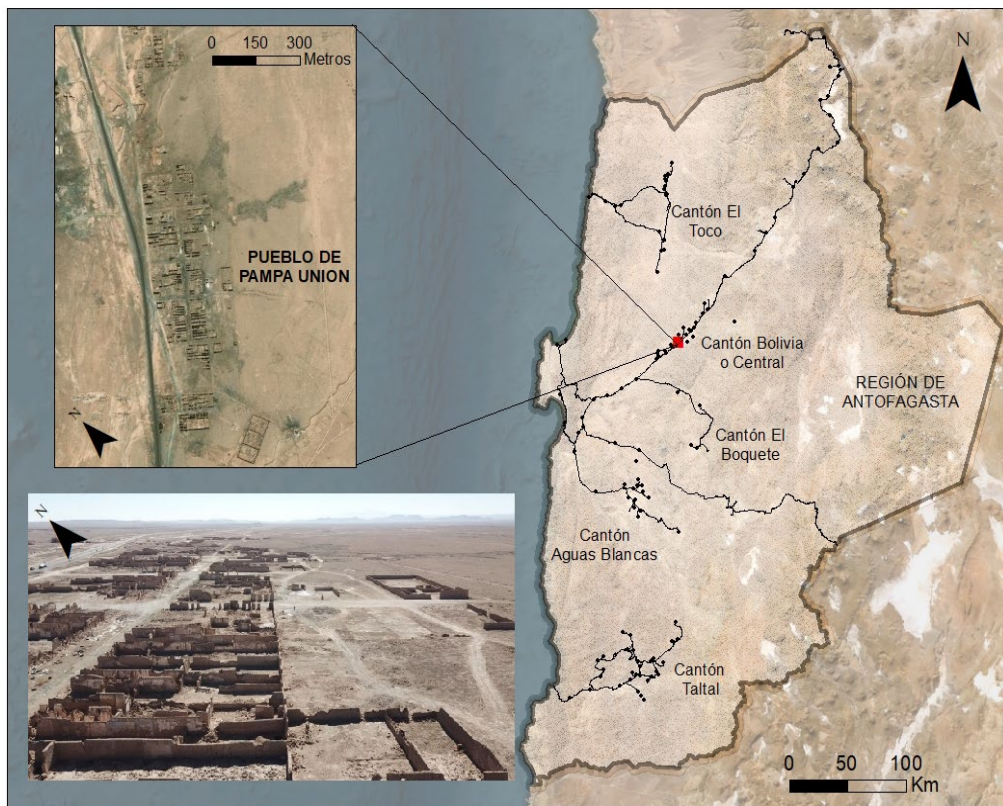 0 150 300
Metros
PUEBLO DE
PAMPA UNION
N
N
N
Cantón El
Toco
Cantón Bolivia
o Central
REGIÓN DE
ANTOFAGASTA
Cantón El
Boquete
Cantón
Aguas Blancas
Cantón
Taltal
0 50 100
Km